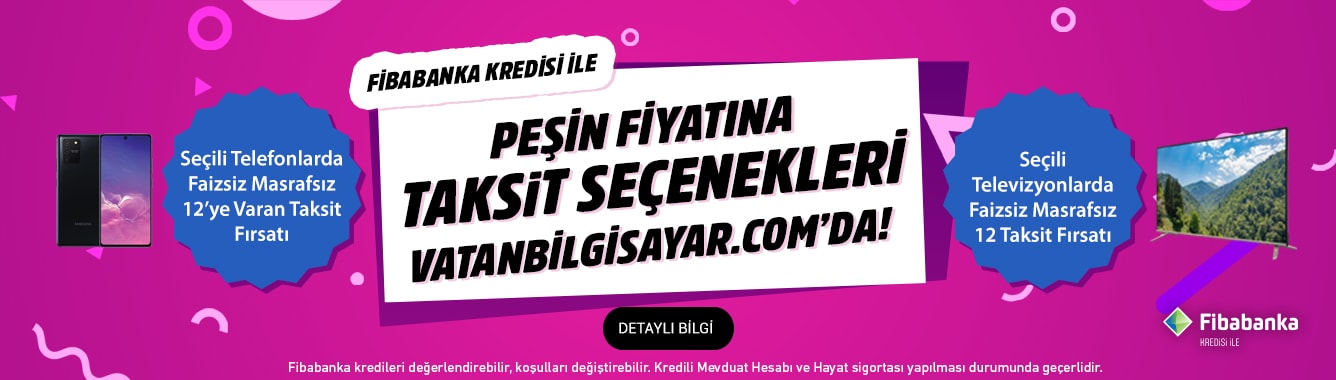 FİBABANKA KREDİSİ İLE
PEŞİN FİYATINA
TAKSİT SEÇENEKLERİ
VATANBİLGİSAYAR.COM'DA!
Seçili Telefonlarda
Faizsiz Masrafsız
12'ye Varan Taksit
Fırsatı
Seçili
Televizyonlarda
Faizsiz Masrafsız
12 Taksit Fırsatı
SAMSUNG
DETAYLI BİLGİ
Fibabanka
KREDİSİ İLE
Fibabanka kredileri değerlendirebilir, koşulları değiştirebilir. Kredili Mevduat Hesabı ve Hayat sigortası yapılması durumunda geçerlidir.